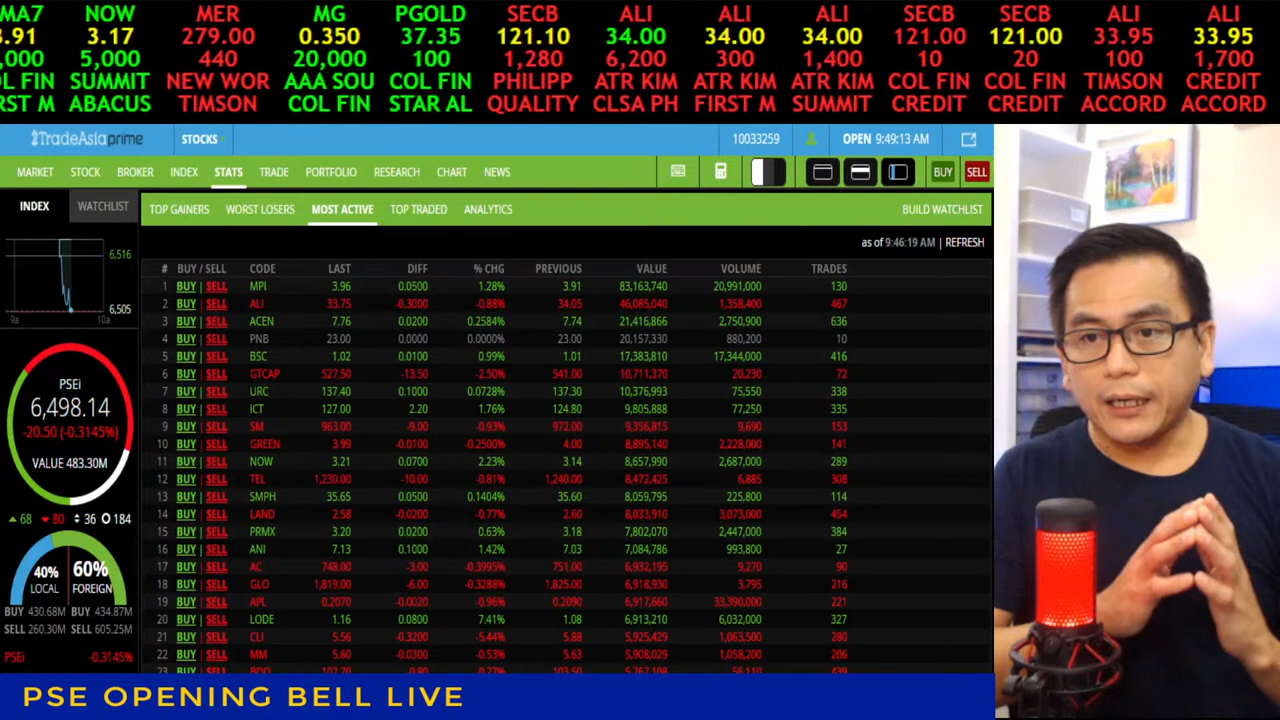 MA7 NOW MER MG PGOLD SECB ALI ALI ALI SECB SECB ALI ALI
3.91 3.17 279.00 0.350 37.35 121.10 34.00 34.00 34.00 121.00 121.00 33.95 33.95
,000 5,000 440 20,000 100 1,280 6,200 300 1,400 10 20 100 1,700
OL FIN SUMMIT NEW WOR AAA SOU COL FIN PHILIPP ATR KIM ATR KIM ATR KIM COL FIN COL FIN TIMSON CREDIT
RST M ABACUS TIMSON COL FIN STAR AL QUALITY CLSA PH FIRST M SUMMIT CREDIT CREDIT ACCORD ACCORD
2TradeAsiaprime STOCKS 10033259 OPEN 9:49:13 AM
MARKET STOCK BROKER INDEX STATS TRADE PORTFOLIO RESEARCH CHART NEWS BUY SELL
INDEX WATCHLIST
TOP GAINERS WORST LOSERS MOST ACTIVE TOP TRADED ANALYTICS BUILD WATCHLIST
as of 9:46:19 AM | REFRESH
6,516
6,505
9a 10a
PSEi
6,498.14
-20.50 (-0.3145%)
VALUE 483.30M
68 80 36 184
40% LOCAL
60% FOREIGN
BUY 430.68M BUY 434.87M
SELL 260.30M SELL 605.25M
PSEi -0.3145%
# BUY / SELL CODE LAST DIFF % CHG PREVIOUS VALUE VOLUME TRADES
1 BUY | SELL MPI 3.96 0.0500 1.28% 3.91 83,163,740 20,991,000 130
2 BUY | SELL ALI 33.75 -0.3000 -0.88% 34.05 46,085,040 1,358,400 467
3 BUY | SELL ACEN 7.76 0.0200 0.2584% 7.74 21,416,866 2,750,900 636
4 BUY | SELL PNB 23.00 0.0000 0.0000% 23.00 20,157,330 880,200 10
5 BUY | SELL BSC 1.02 0.0100 0.99% 1.01 17,383,810 17,344,000 416
6 BUY | SELL GTCAP 527.50 -13.50 -2.50% 541.00 10,711,370 20,230 72
7 BUY | SELL URC 137.40 0.1000 0.0728% 137.30 10,376,993 75,550 338
8 BUY | SELL ICT 127.00 2.20 1.76% 124.80 9,805,888 77,250 335
9 BUY | SELL SM 963.00 -9.00 -0.93% 972.00 9,356,815 9,690 153
10 BUY | SELL GREEN 3.99 -0.0100 -0.2500% 4.00 8,895,140 2,228,000 141
11 BUY | SELL NOW 3.21 0.0700 2.23% 3.14 8,657,990 2,687,000 289
12 BUY | SELL TEL 1,230.00 -10.00 -0.81% 1,240.00 8,472,425 6,885 308
13 BUY | SELL SMPH 35.65 0.0500 0.1404% 35.60 8,059,795 225,800 114
14 BUY | SELL LAND 2.58 -0.0200 -0.77% 2.60 8,033,910 3,073,000 454
15 BUY | SELL PRMX 3.20 0.0200 0.63% 3.18 7,802,070 2,447,000 384
16 BUY | SELL ANI 7.13 0.1000 1.42% 7.03 7,084,786 993,800 27
17 BUY | SELL AC 748.00 -3.00 -0.3995% 751.00 6,932,195 9,270 90
18 BUY | SELL GLO 1,819.00 -6.00 -0.3288% 1,825.00 6,918,930 3,795 216
19 BUY | SELL APL 0.2070 -0.0020 -0.96% 0.2090 6,917,660 33,390,000 221
20 BUY | SELL LODE 1.16 0.0800 7.41% 1.08 6,913,210 6,032,000 327
21 BUY | SELL CLI 5.56 -0.3200 -5.44% 5.88 5,925,429 1,063,500 280
22 BUY | SELL MM 5.60 -0.0300 -0.53% 5.63 5,908,029 1,058,200 206
23 BUY | SELL BDO 102.70 -0.80 -0.77% 103.50 56,110 439
PSE OPENING BELL LIVE